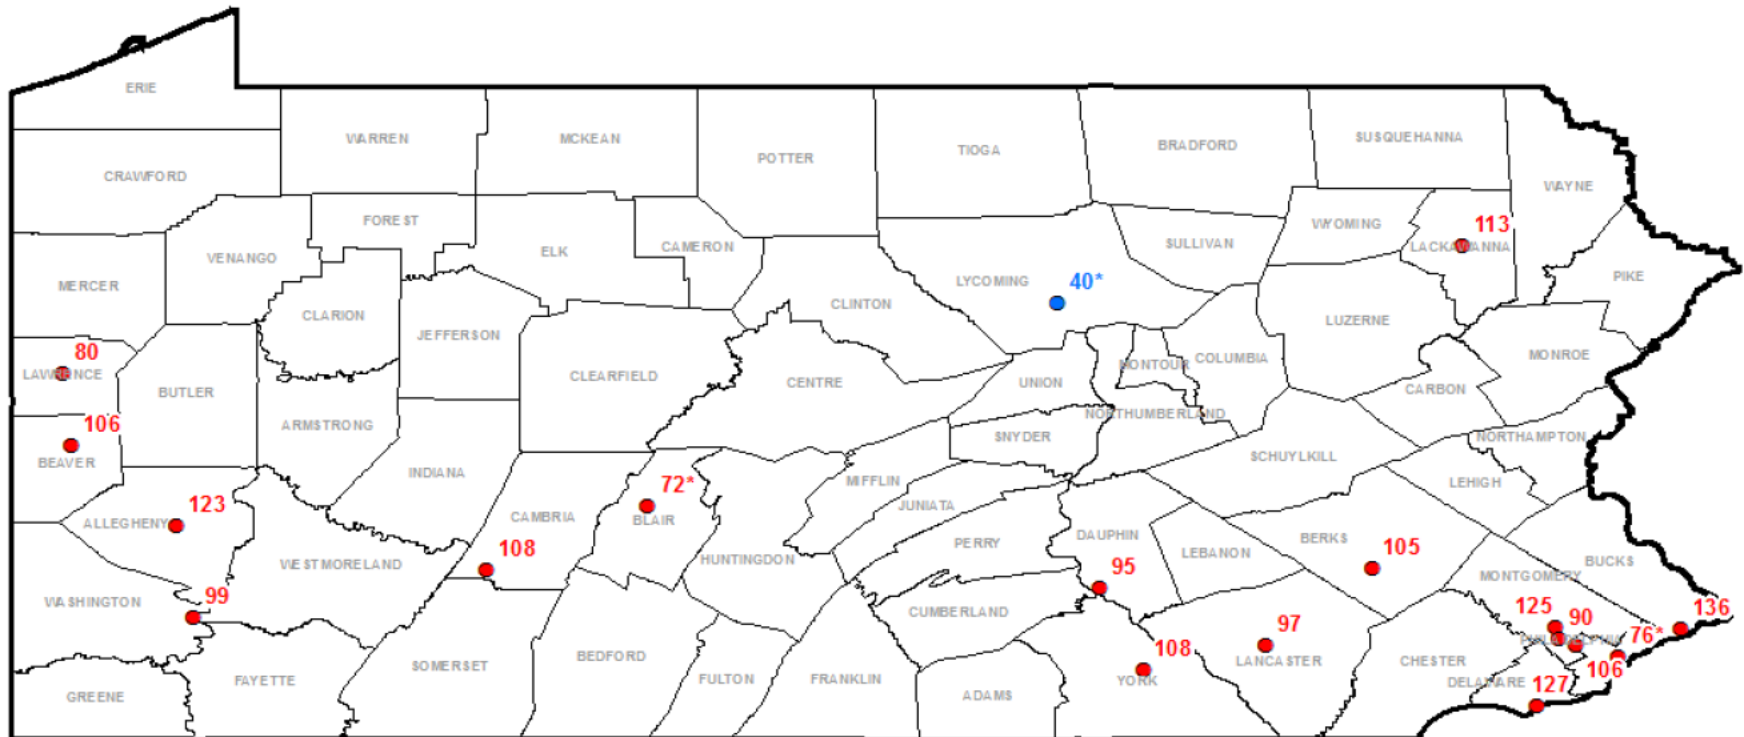 ERIE
WARREN
MCKEAN
POTTER
TIOGA
BRADFORD
SUSQUEHANNA
CRAWFORD
WAYNE
FOREST
WYOMING
113
VENANGO
ELK
CAMERON
SULLIVAN
LACKAWANNA
MERCER
LYCOMING
40*
PIKE
CLARION
CLINTON
JEFFERSON
LUZERNE
80
LAWRENCE
BUTLER
CLEARFIELD
CENTRE
UNION
MONTOUR
COLUMBIA
MONROE
CARBON
106
BEAVER
ARMSTRONG
NORTHUMBERLAND
SNYDER
NORTHAMPTON
INDIANA
SCHUYLKILL
MIFFLIN
LEHIGH
123
ALLEGHENY
72*
BLAIR
CAMBRIA
JUNIATA
108
WESTMORELAND
HUNTINGDON
PERRY
DAUPHIN
95
LEBANON
BERKS
105
BUCKS
MONTGOMERY
99
WASHINGTON
CUMBERLAND
125
90
136
PHILADELPHIA
76*
97
LANCASTER
108
YORK
106
SOMERSET
BEDFORD
CHESTER
GREENE
FAYETTE
FULTON
FRANKLIN
ADAMS
DELAWARE
127